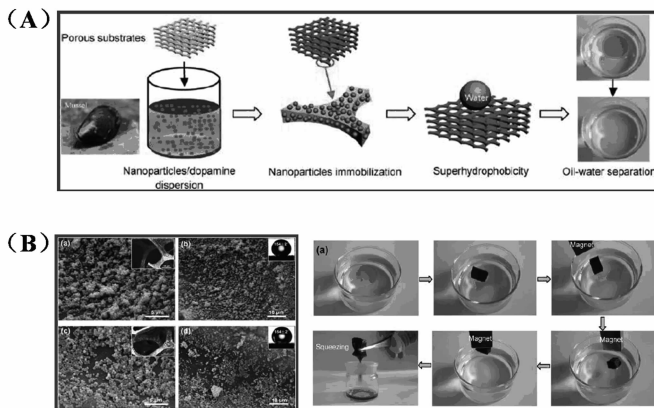 (A)
Porous substrates
Mussel
Water
Nanoparticles/dopamine
dispersion
Nanoparticles immobilization
Superhydrophobicity
Oil-water separation
(B)
(a)
(b)
(c)
(d)
(a)
Magnet
Magnet
Magnet
Squeezing